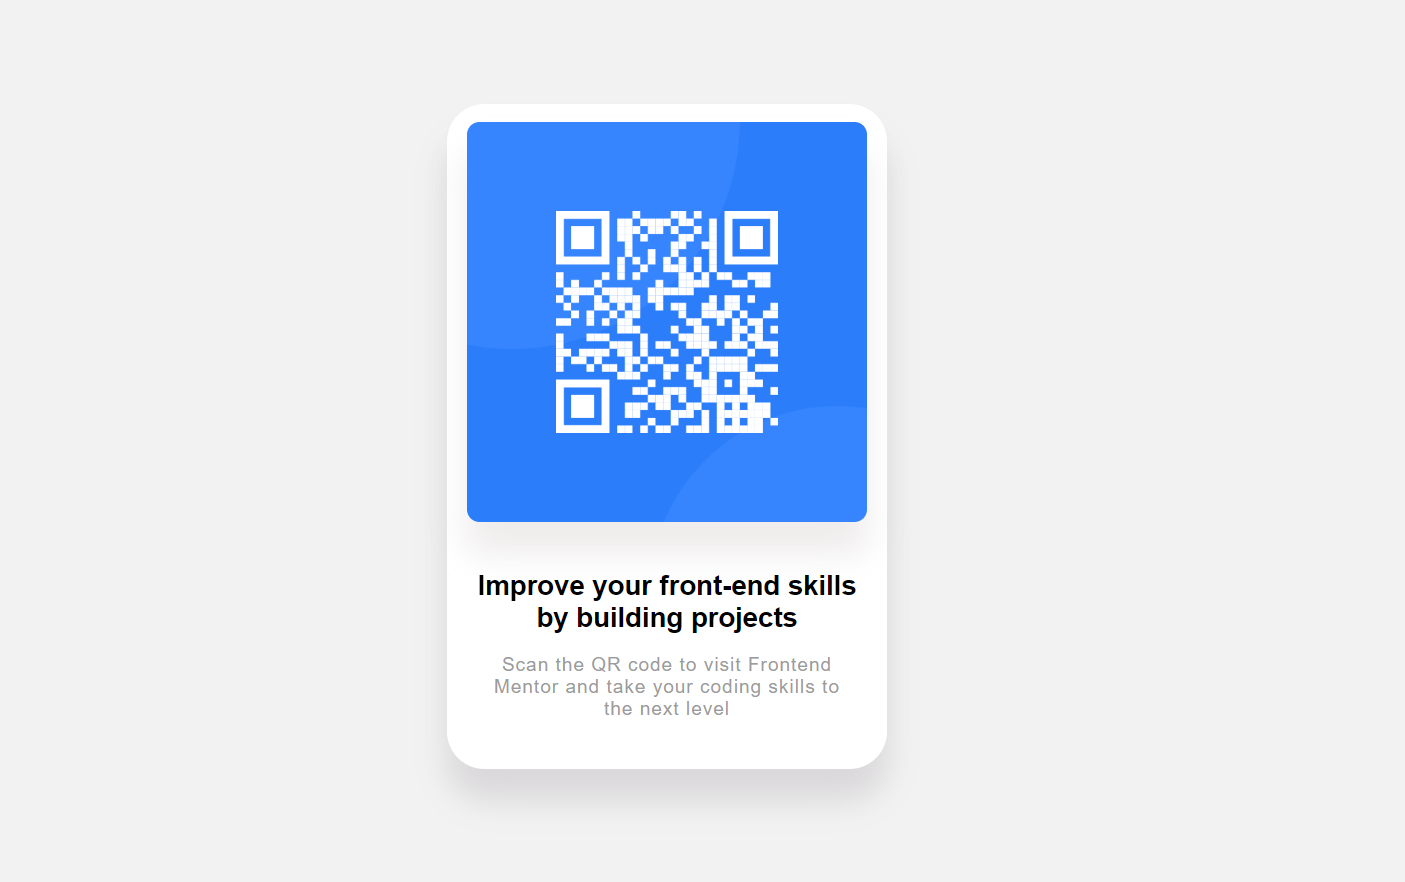 Improve your front-end skills
by building projects
Scan the QR code to visit Frontend
Mentor and take your coding skills to
the next level